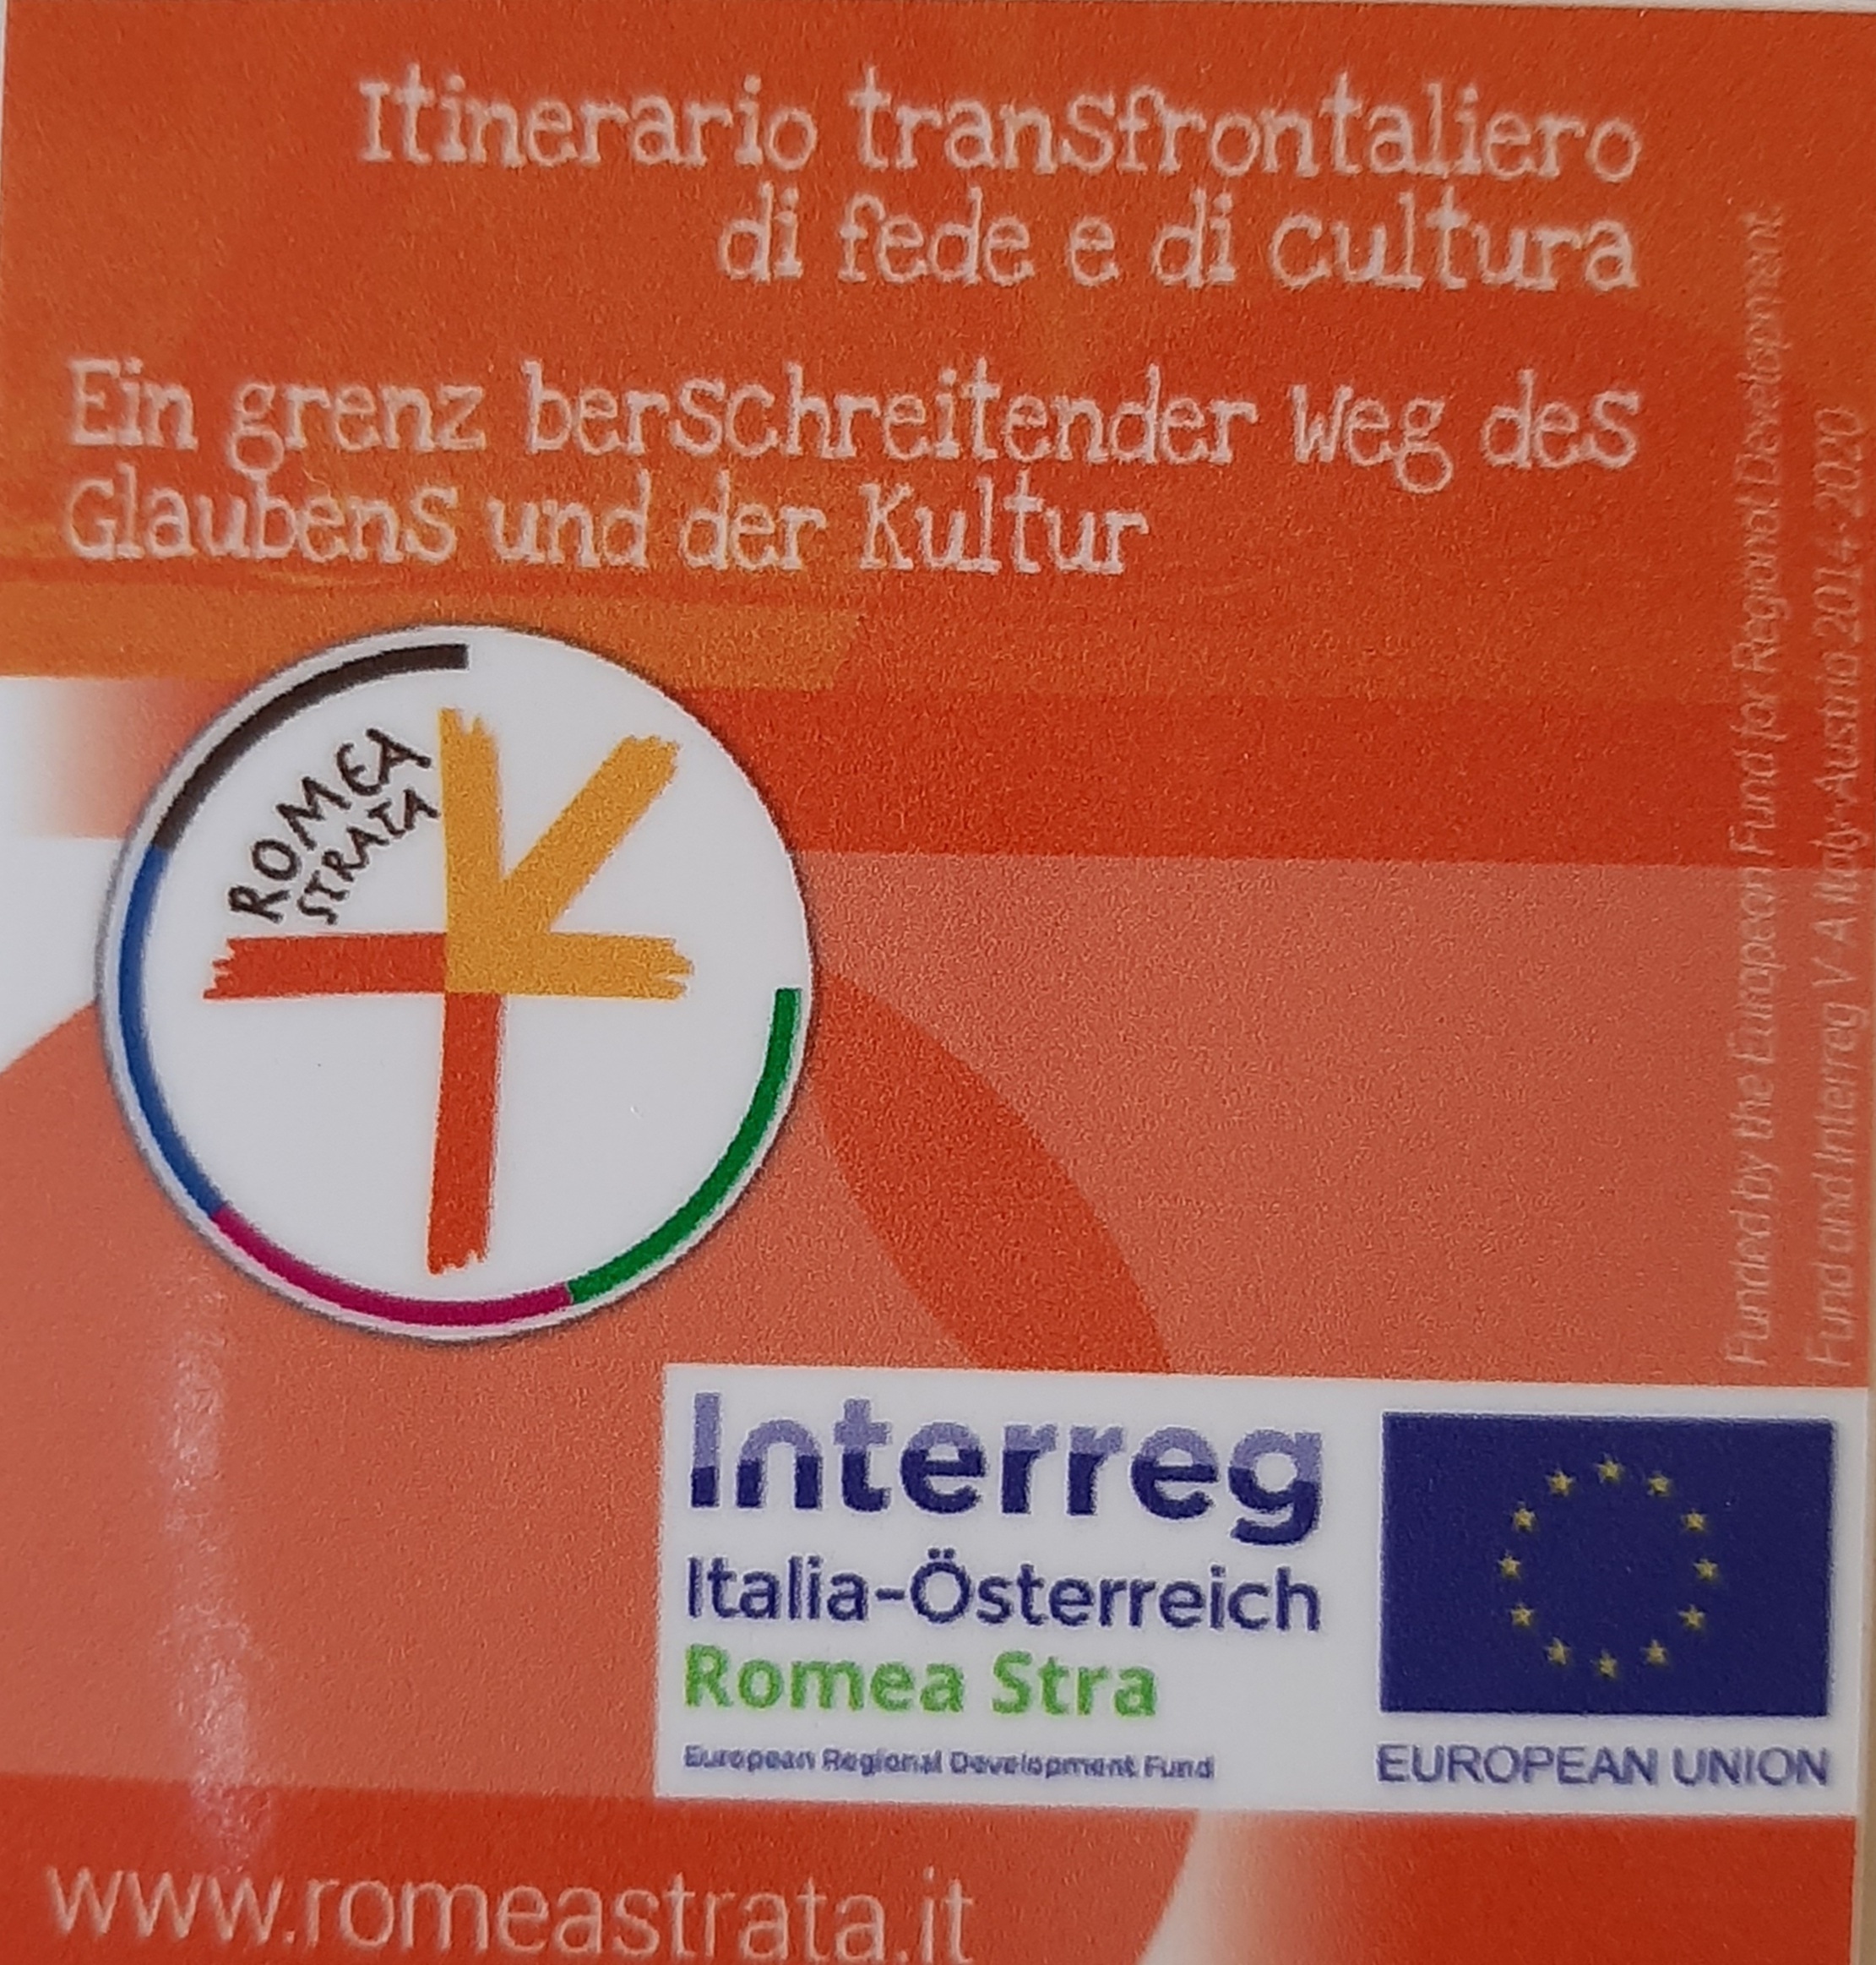 Itinerario transfrontaliero
di fede e di cultura
Ein grenz berschreitender Weg des
Glaubens und der Kultur
ROMEA
STRATA
Funded by the European Fund for Regional Development
Fund and Interreg V A Italy-Austria 2014-2020
Interreg
Italia-Österreich
Romea Stra
European Regional Development Fund
EUROPEAN UNION
www.romeastrata.it